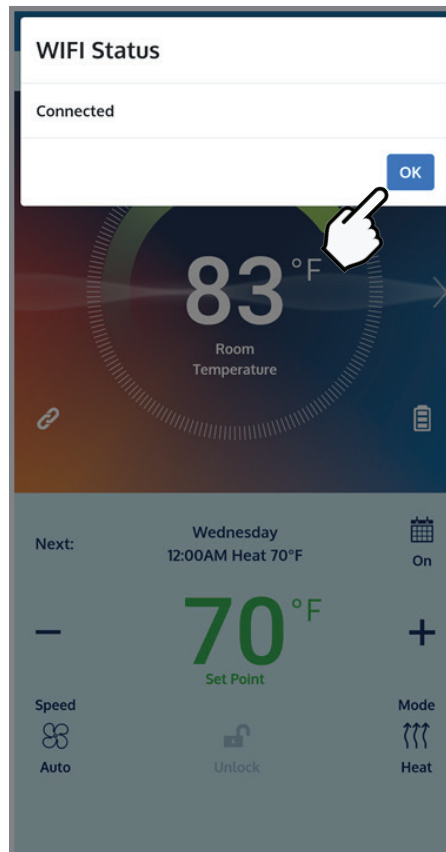 WIFI Status
Connected
OK
83°F
Room
Temperature
Next:
Wednesday
12:00AM Heat 70°F
On
70°F
Set Point
Speed
Auto
Unlock
Mode
Heat